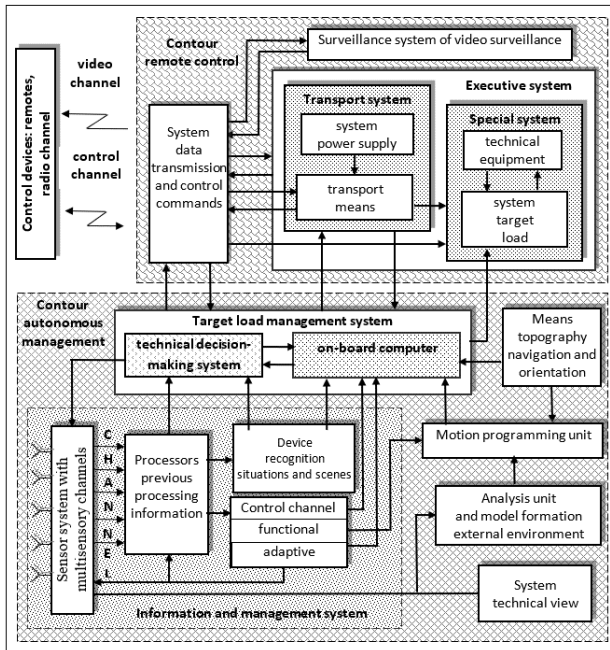 Contour
remote control
Surveillance system of video surveillance
video
channel
control
channel
Control devices: remotes,
radio channel
System
data
transmission
and control
commands
Executive system
Transport system
system
power supply
transport
means
Special system
technical
equipment
system
target
load
Contour
autonomous
management
Target load management system
technical decision-
making system
on-board computer
Means
topography
navigation and
orientation
Sensor system with
multisensory channels
C
H
A
N
N
E
L
Processors
previous
processing
information
Device
recognition
situations and scenes
Control channel
functional
adaptive
Motion programming unit
Analysis unit
and model formation
external environment
System
technical view
Information and management system